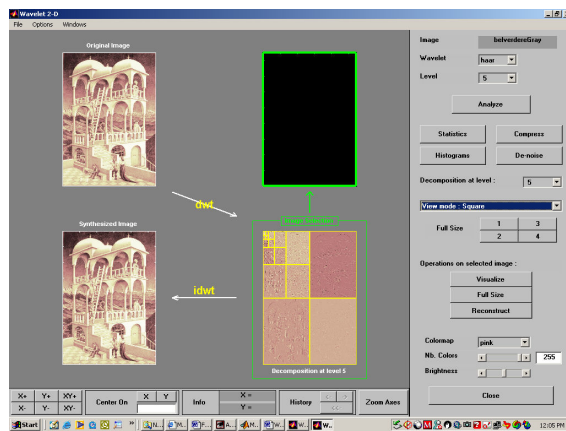 Wavelet 2-D
File Options Windows
Original Image
dwt
Synthesized Image
idwt
Image Selection
Decomposition at level 5
Image belverdereGray
Wavelet haar
Level 5
Analyze
Statistics Compress
Histograms De-noise
Decomposition at level : 5
View mode : Square
Full Size 1 3
2 4
Operations on selected image :
Visualize
Full Size
Reconstruct
Colormap pink
Nb. Colors 255
Brightness
Close
X+ Y+ XY+
X- Y- XY-
Center On X Y
Info X =
Y =
History
<<
Zoom Axes
Start N... M... F... A... M... W... W... W..
12:05 PM